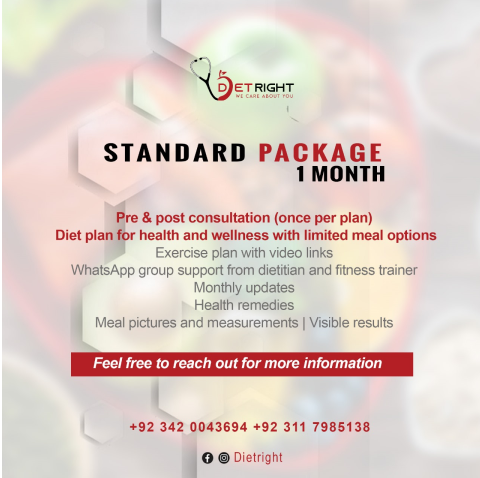 DIETRIGHT
WE CARE ABOUT YOU
STANDARD PACKAGE
1 MONTH
Pre & post consultation (once per plan)
Diet plan for health and wellness with limited meal options
Exercise plan with video links
WhatsApp group support from dietitian and fitness trainer
Monthly updates
Health remedies
Meal pictures and measurements | Visible results
Feel free to reach out for more information
+92 342 0043694 +92 311 7985138
Dietright